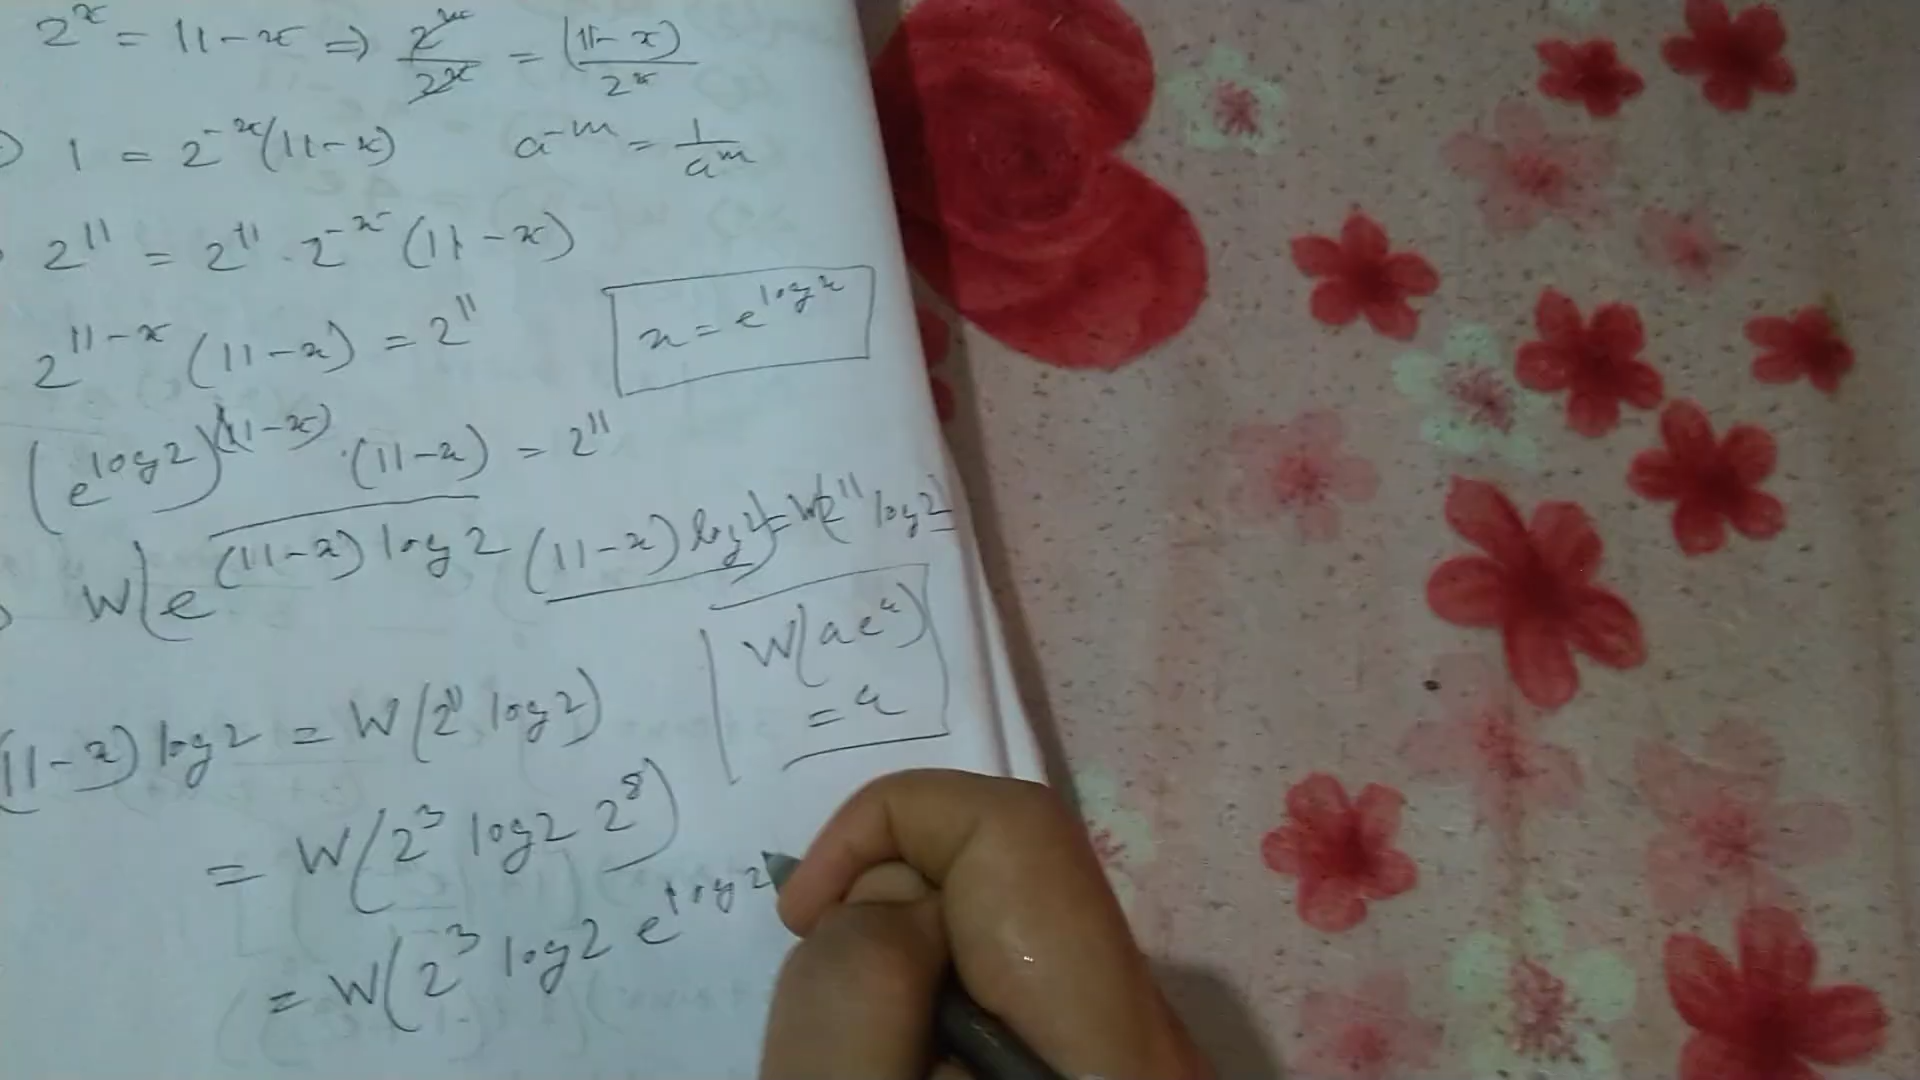 2^x = 11 - x ⇒ 2^x/2^x = (11 - x)/2^x
1 = 2^-x (11 - x) a^-m = 1/a^m
2^11 = 2^11 . 2^-x (11 - x)
2^11-x (11 - x) = 2^11
x = e^log x
(e^log 2)^(11-x) . (11 - x) = 2^11
W(e^(11-x) log 2 (11 - x) log 2) = W(2^11 log 2)
W(ae^a)
= a
(11 - x) log 2 = W(2^11 log 2)
= W(2^3 log 2 2^8)
= W(2^3 log 2 e^log 2